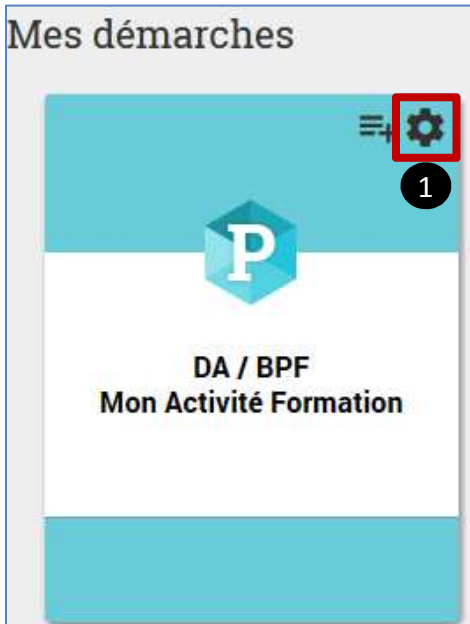 Mes démarches
1
P
DA / BPF
Mon Activité Formation